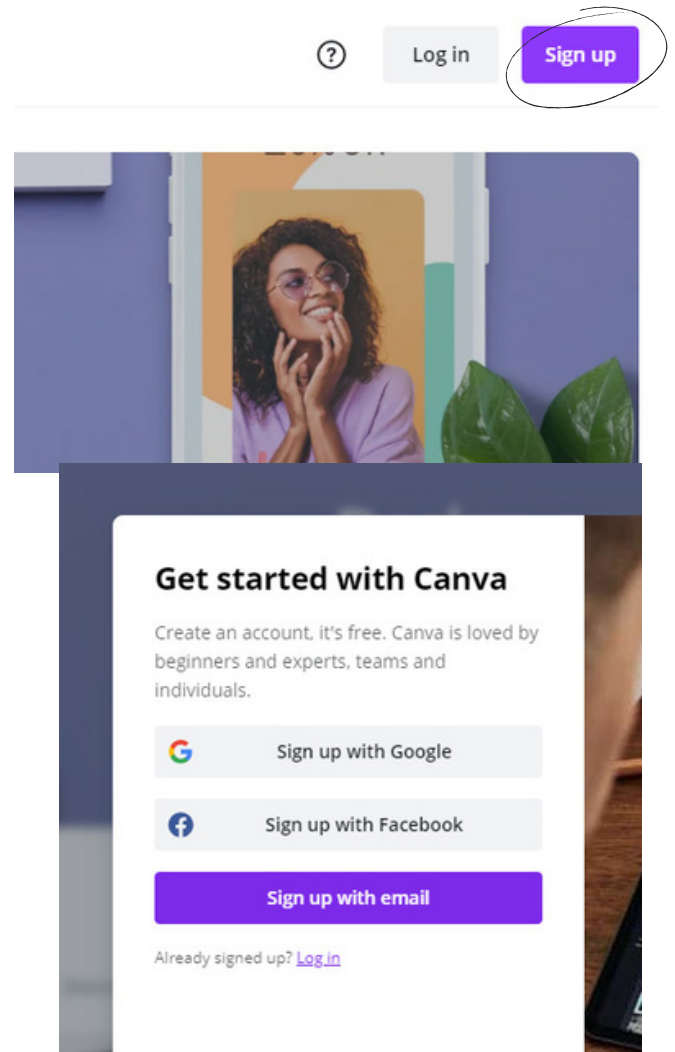 Log in
Sign up
Get started with Canva
Create an account, it's free. Canva is loved by
beginners and experts, teams and
individuals.
Sign up with Google
Sign up with Facebook
Sign up with email
Already signed up? Log in